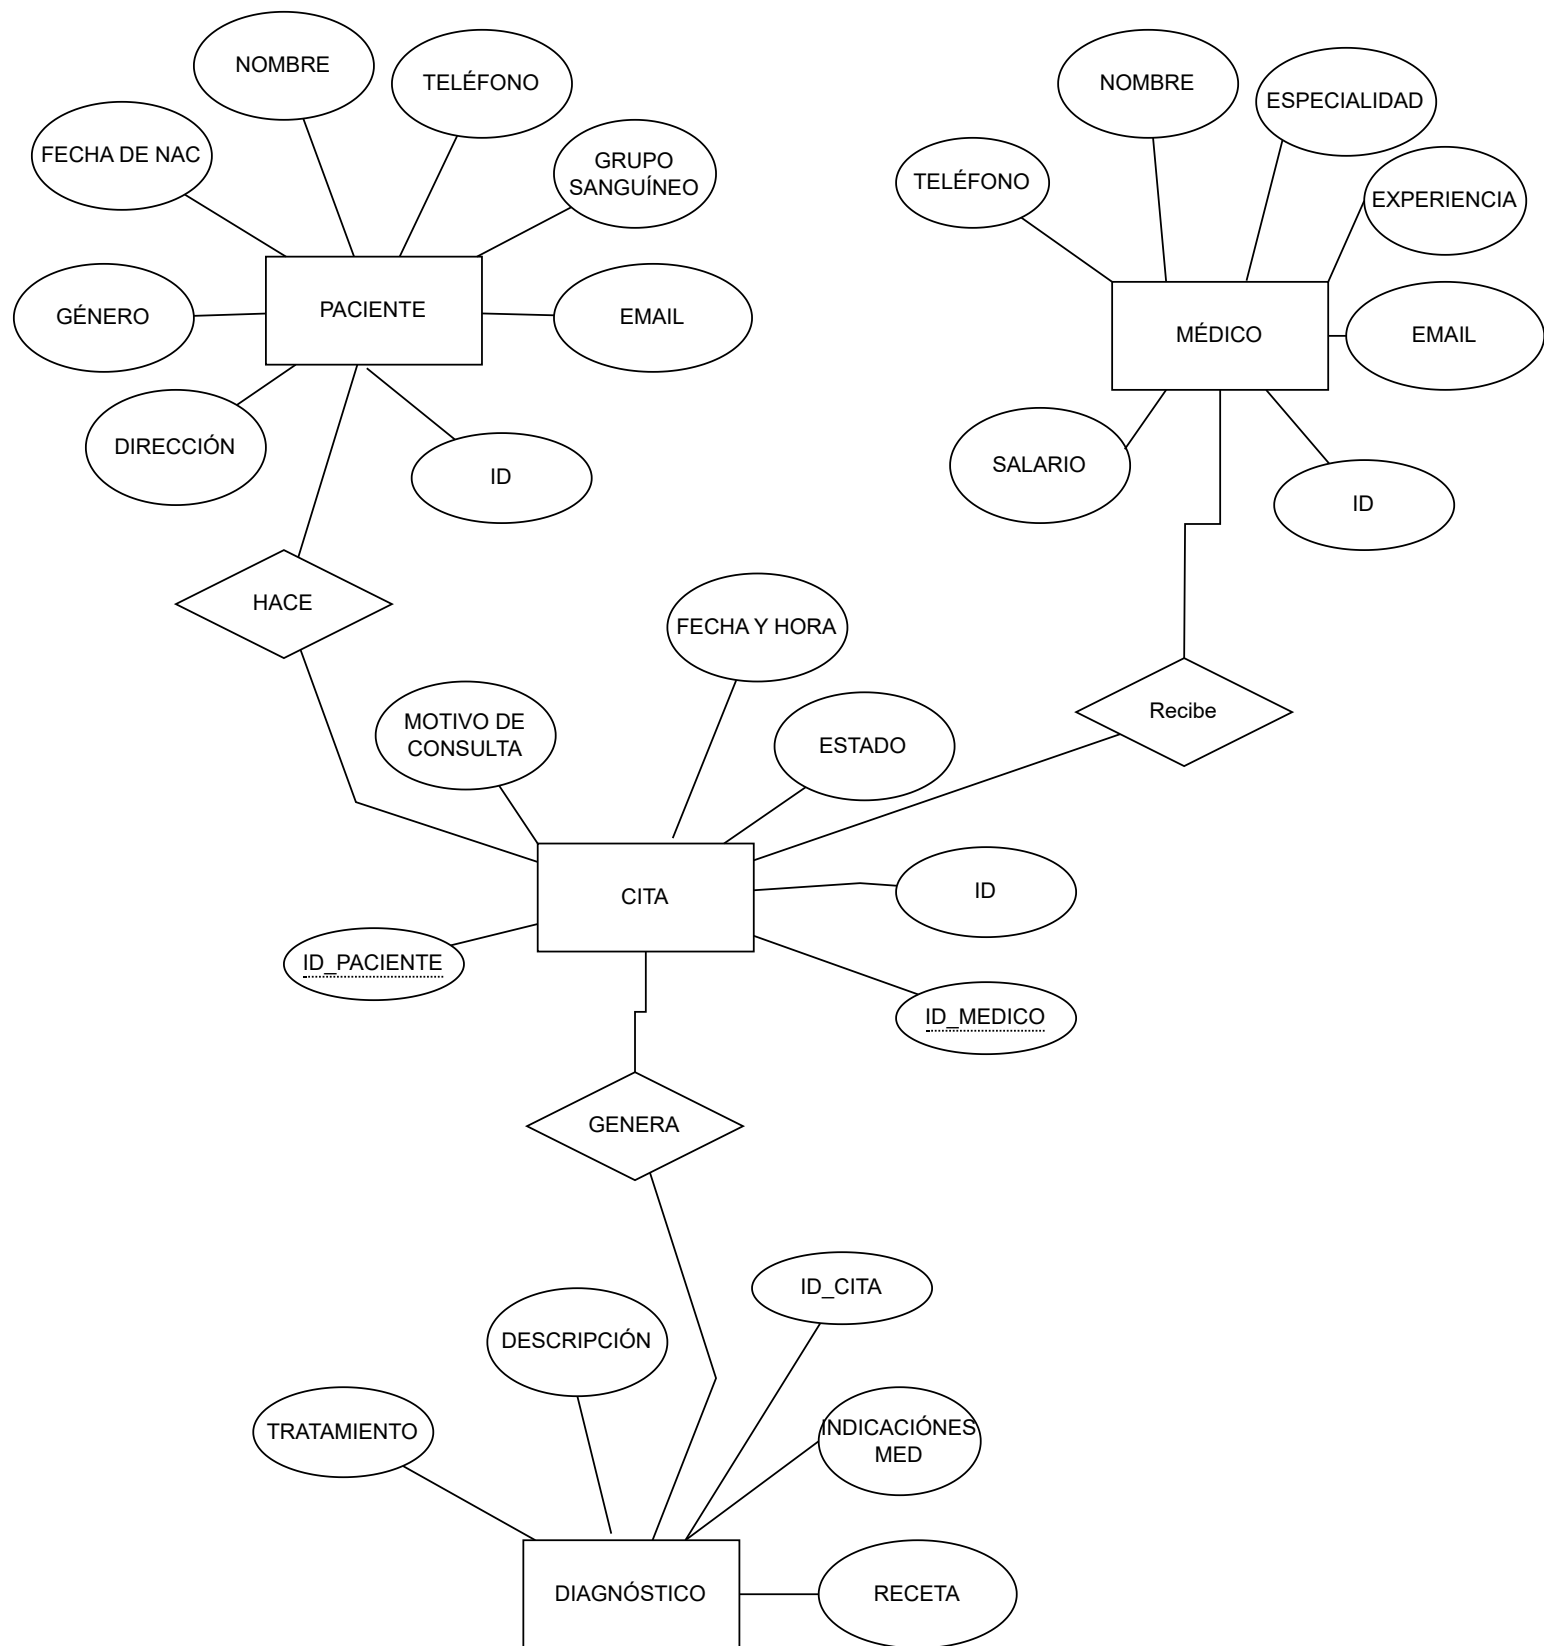 NOMBRE
TELÉFONO
FECHA DE NAC
GRUPO
SANGUÍNEO
GÉNERO
PACIENTE
EMAIL
DIRECCIÓN
ID
NOMBRE
ESPECIALIDAD
TELÉFONO
EXPERIENCIA
MÉDICO
EMAIL
SALARIO
ID
HACE
FECHA Y HORA
MOTIVO DE
CONSULTA
ESTADO
Recibe
CITA
ID
ID_PACIENTE
ID_MEDICO
GENERA
ID_CITA
DESCRIPCIÓN
TRATAMIENTO
INDICACIÓNES
MED
DIAGNÓSTICO
RECETA